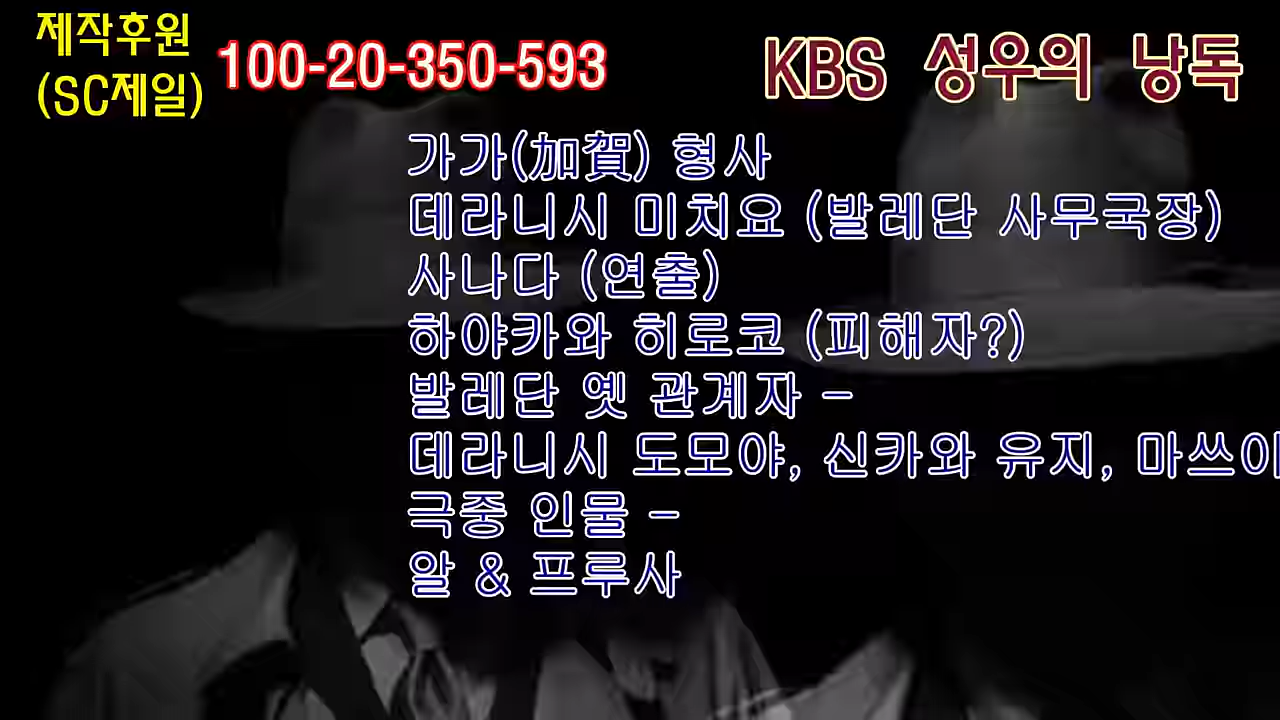 제작후원
(SC제일)
100-20-350-593
KBS 성우의 낭독
가가(加賀) 형사
데라니시 미치요 (발레단 사무국장)
사나다 (연출)
하야카와 히로코 (피해자?)
발레단 옛 관계자 -
데라니시 도모야, 신카와 유지, 마쓰이
극중 인물 -
알 & 프루사